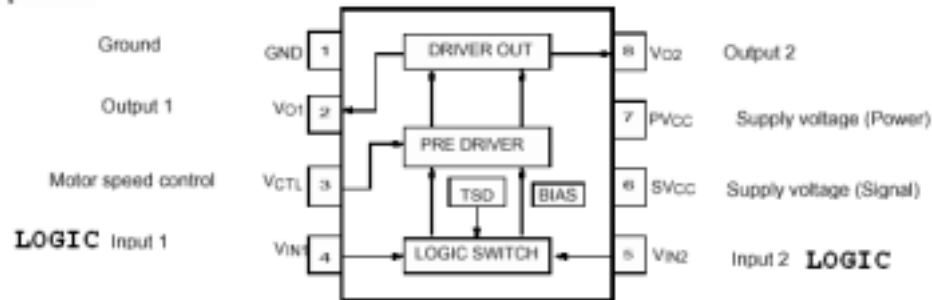 Ground GND 1 DRIVER OUT 8 VO2 Output 2
Output 1 VO1 2 7 PVCC Supply voltage (Power)
PRE DRIVER
Motor speed control VCTL 3 TSD BIAS 6 SVCC Supply voltage (Signal)
LOGIC Input 1 VIN1 4 LOGIC SWITCH 5 VIN2 Input 2 LOGIC